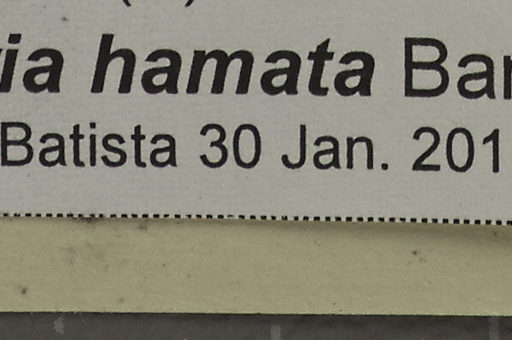 ia hamata Bar
Batista 30 Jan. 201